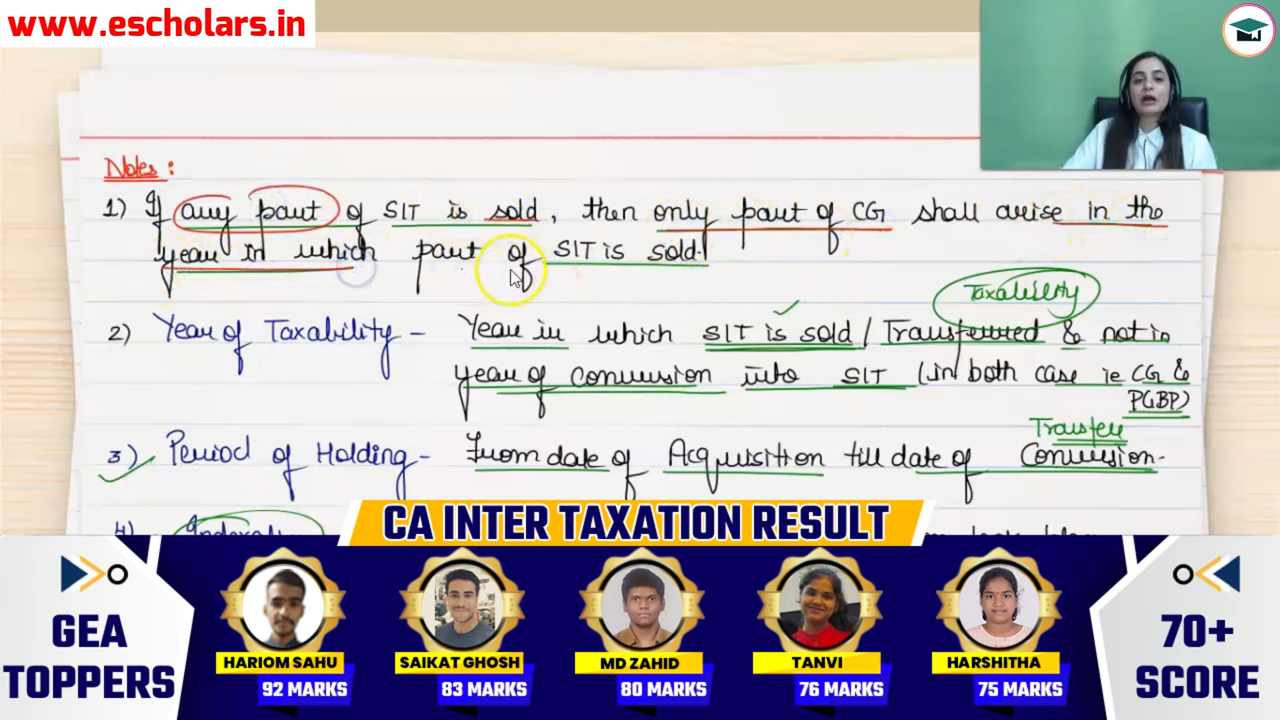 www.escholars.in
Notes :
1) If any part of SIT is sold, then only part of CG shall arise in the
year in which part of SIT is sold.
Taxability
2) Year of Taxability - Year in which SIT is sold / Transferred & not in
year of conversion into SIT (in both case ie CG &
PGBP)
Transfer
3) Period of Holding - From date of Acquisition till date of Conversion.
4) Indexation
CA INTER TAXATION RESULT
GEA
TOPPERS
HARIOM SAHU
92 MARKS
SAIKAT GHOSH
83 MARKS
MD ZAHID
80 MARKS
TANVI
76 MARKS
HARSHITHA
75 MARKS
70+
SCORE